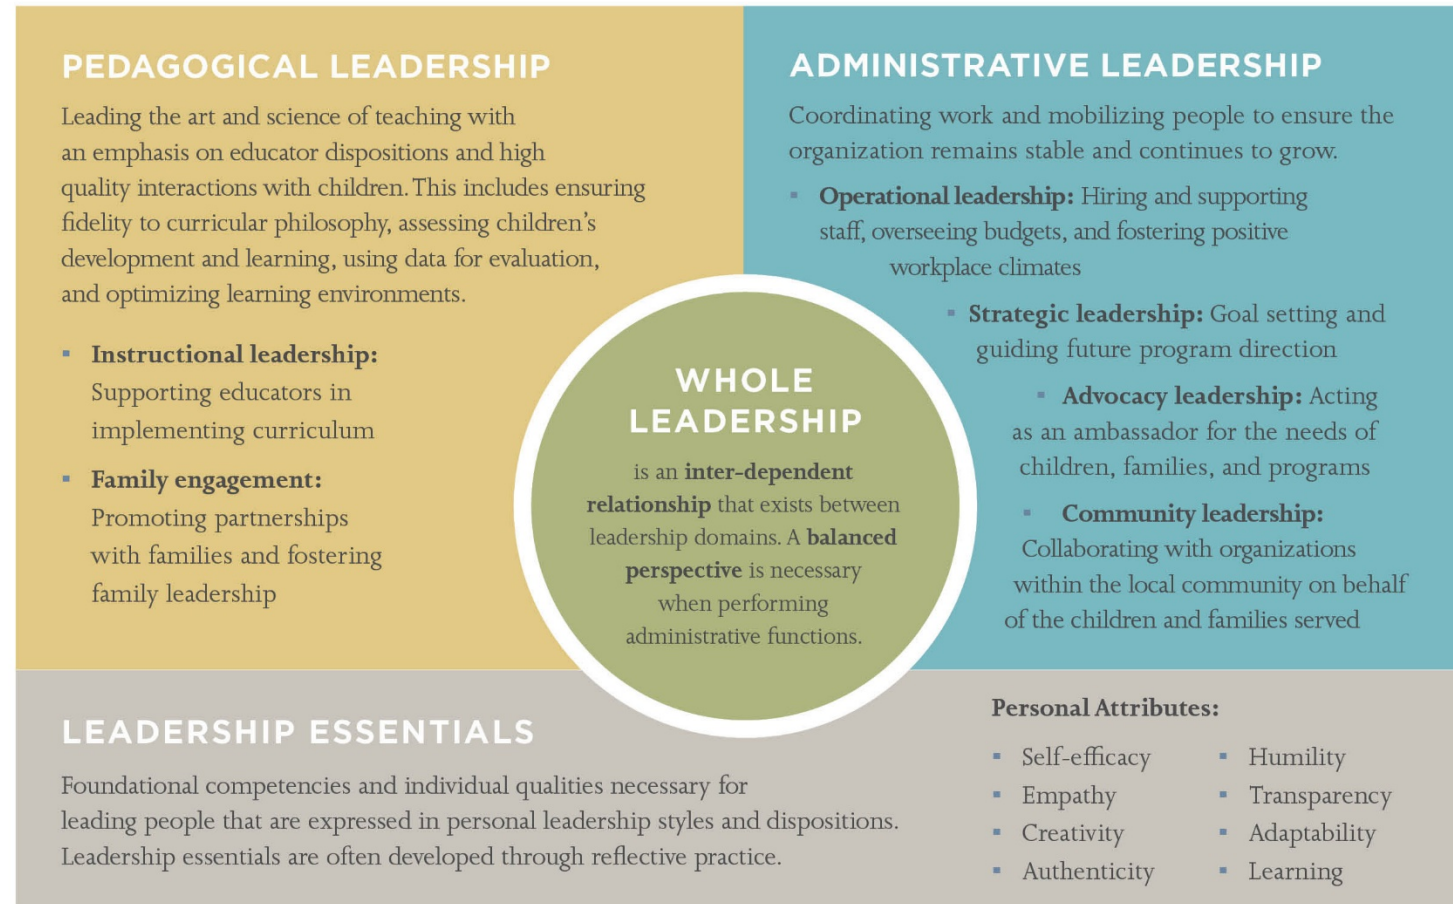 PEDAGOGICAL LEADERSHIP
Leading the art and science of teaching with
an emphasis on educator dispositions and high
quality interactions with children. This includes ensuring
fidelity to curricular philosophy, assessing children’s
development and learning, using data for evaluation,
and optimizing learning environments.
▪ Instructional leadership:
Supporting educators in
implementing curriculum
▪ Family engagement:
Promoting partnerships
with families and fostering
family leadership
ADMINISTRATIVE LEADERSHIP
Coordinating work and mobilizing people to ensure the
organization remains stable and continues to grow.
▪ Operational leadership: Hiring and supporting
staff, overseeing budgets, and fostering positive
workplace climates
▪ Strategic leadership: Goal setting and
guiding future program direction
▪ Advocacy leadership: Acting
as an ambassador for the needs of
children, families, and programs
▪ Community leadership:
Collaborating with organizations
within the local community on behalf
of the children and families served
WHOLE
LEADERSHIP
is an inter-dependent
relationship that exists between
leadership domains. A balanced
perspective is necessary
when performing
administrative functions.
LEADERSHIP ESSENTIALS
Foundational competencies and individual qualities necessary for
leading people that are expressed in personal leadership styles and dispositions.
Leadership essentials are often developed through reflective practice.
Personal Attributes:
▪ Self-efficacy
▪ Empathy
▪ Creativity
▪ Authenticity
▪ Humility
▪ Transparency
▪ Adaptability
▪ Learning